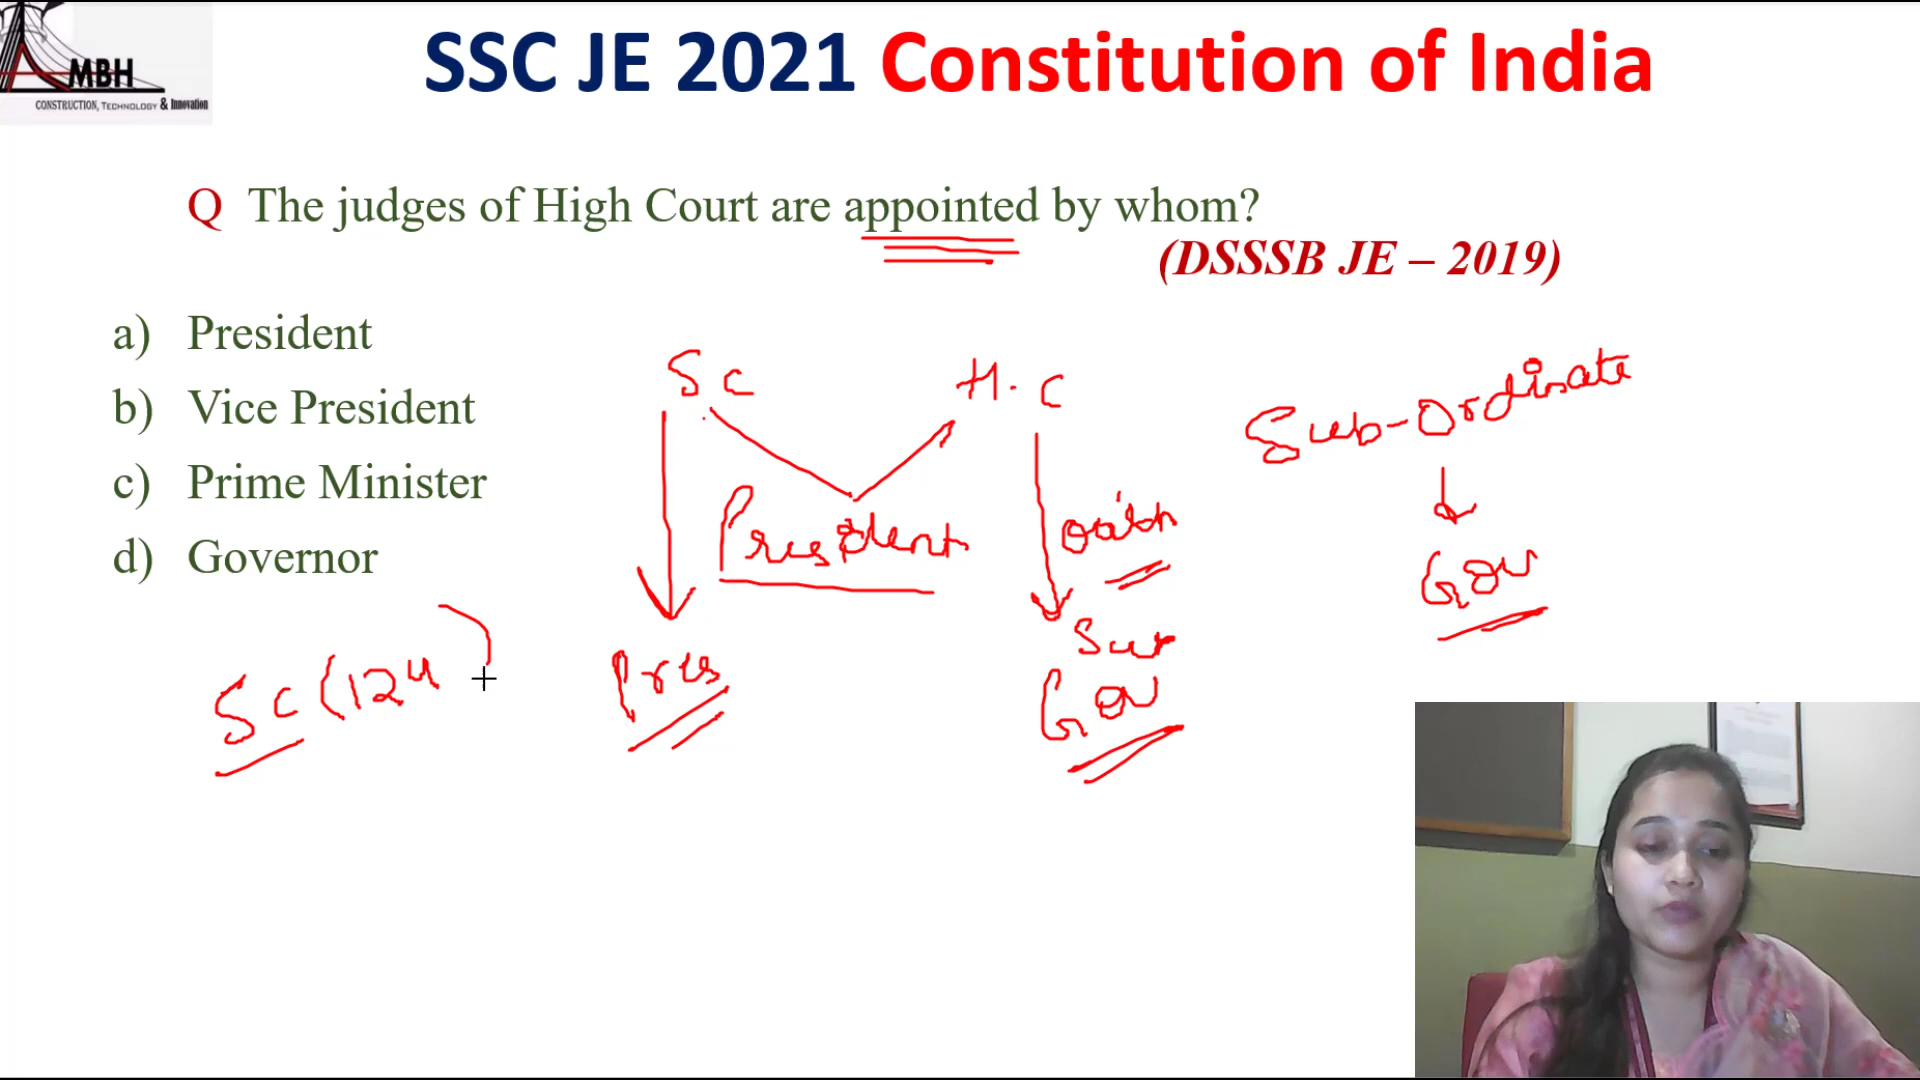 MBH
CONSTRUCTION, TECHNOLOGY & Innovation
SSC JE 2021 Constitution of India
Q The judges of High Court are appointed by whom?
(DSSSB JE – 2019)
a) President
b) Vice President
c) Prime Minister
d) Governor
Sc H.C Sub-Ordinate
President oath Gov
Sc (124) Pres Sur
Gov